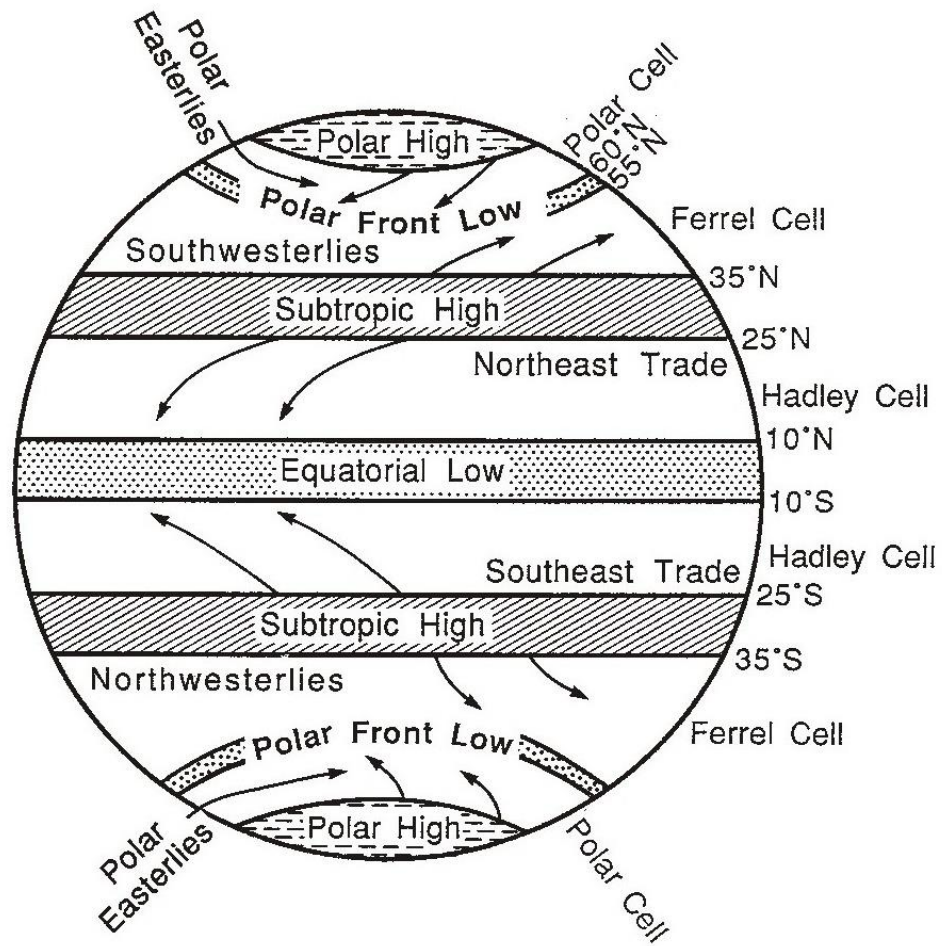 Polar
Easterlies
Polar High
Polar Cell
60°N
55°N
Polar Front Low
Ferrel Cell
Southwesterlies
35°N
Subtropic High
25°N
Northeast Trade
Hadley Cell
10°N
Equatorial Low
10°S
Hadley Cell
Southeast Trade
25°S
Subtropic High
35°S
Northwesterlies
Ferrel Cell
Polar Front Low
Polar High
Polar
Easterlies
Polar Cell